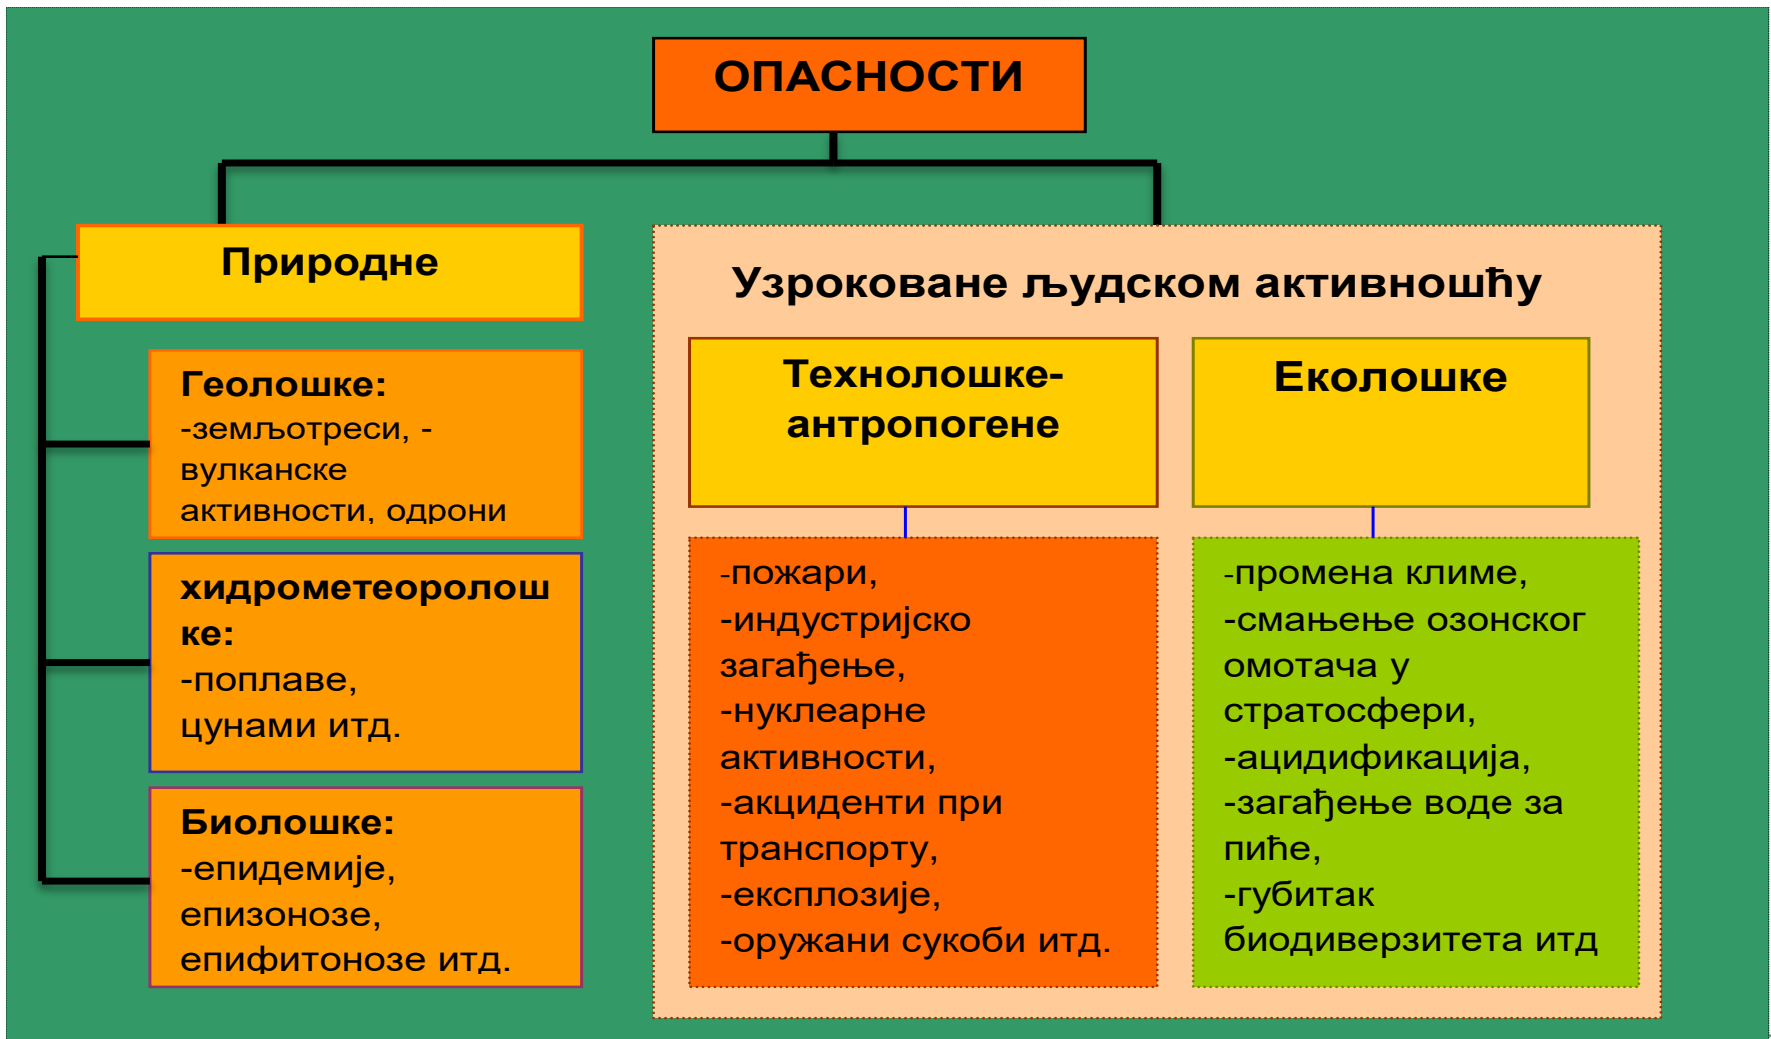 ОПАСНОСТИ
Природне
Геолошке:
-земљотреси, -
вулканске
активности, одрони
хидрометеоролош
ке:
-поплаве,
цунами итд.
Биолошке:
-епидемије,
епизонозе,
епифитонозе итд.
Узроковане људском активношћу
Технолошке-
антропогене
-пожари,
-индустријско
загађење,
-нуклеарне
активности,
-акциденти при
транспорту,
-експлозије,
-оружани сукоби итд.
Еколошке
-промена климе,
-смањење озонског
омотача у
стратосфери,
-ацидификација,
-загађење воде за
пиће,
-губитак
биодиверзитета итд